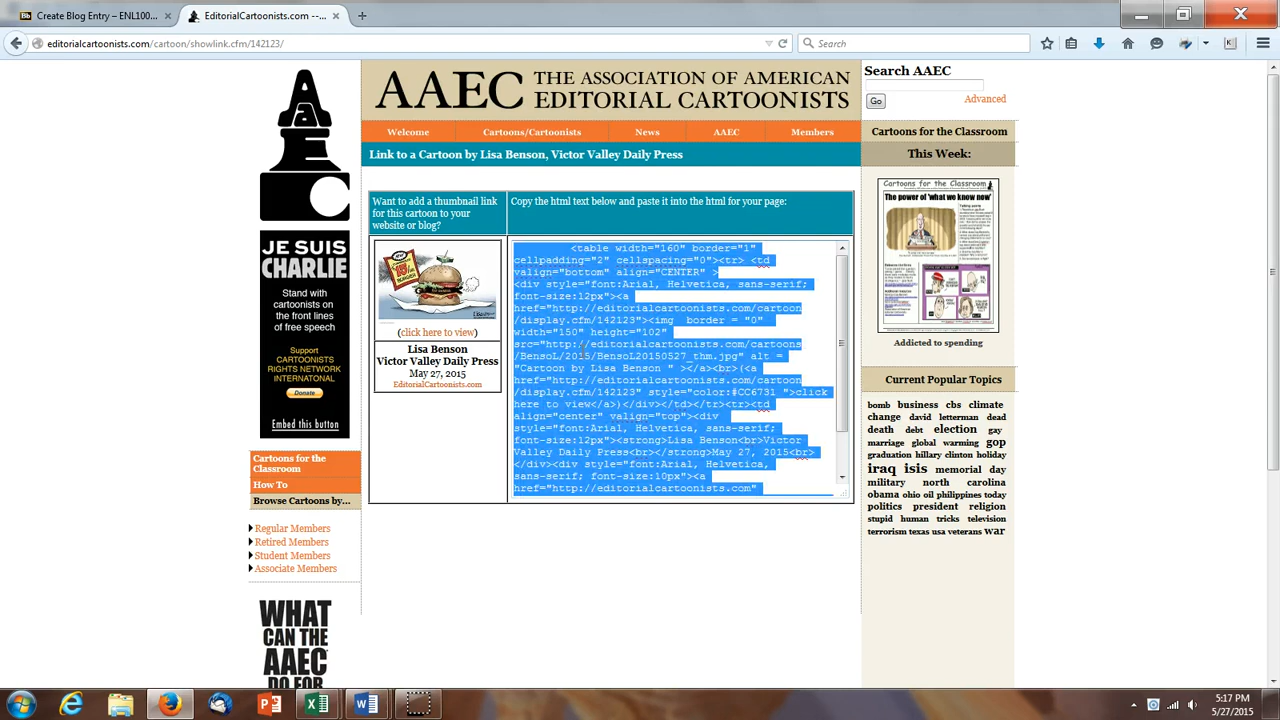 Create Blog Entry – ENL100...
EditorialCartoonists.com --...
editorialcartoonists.com/cartoon/showlink.cfm/142123/
Search
AAEC THE ASSOCIATION OF AMERICAN
EDITORIAL CARTOONISTS
Welcome
Cartoons/Cartoonists
News
AAEC
Members
Link to a Cartoon by Lisa Benson, Victor Valley Daily Press
Want to add a thumbnail link
for this cartoon to your
website or blog?
Copy the html text below and paste it into the html for your page:
(click here to view)
Lisa Benson
Victor Valley Daily Press
May 27, 2015
EditorialCartoons.com
<table width="160" border="1"
cellpadding="2" cellspacing="0"><tr> <td
valign="bottom" align="CENTER" >
<div style="font:Arial, Helvetica, sans-serif;
font-size:12px"><a
href="http://editorialcartoonists.com/cartoon
/display.cfm/142123"><img  border = "0"
width="150" height="102"
src="http://editorialcartoonists.com/cartoons
/BensoL/2015/BensoL20150527_thm.jpg" alt =
"Cartoon by Lisa Benson " ></a><br>(<a
href="http://editorialcartoonists.com/cartoon
/display.cfm/142123" style="color:#CC6731 ">click
here to view</a>)</div></td></tr><tr><td
align="center" valign="top"><div
style="font:Arial, Helvetica, sans-serif;
font-size:12px"><strong>Lisa Benson<br>Victor
Valley Daily Press<br></strong>May 27, 2015<br>
</div><div style="font:Arial, Helvetica,
sans-serif; font-size:10px"><a
href="http://editorialcartoonists.com"
AAEC
JE SUIS
CHARLIE
Stand with
cartoonists on
the front lines
of free speech
Support
CARTOONISTS
RIGHTS NETWORK
INTERNATONAL
Donate
Embed this button
Cartoons for the
Classroom
How To
Browse Cartoons by...
Regular Members
Retired Members
Student Members
Associate Members
WHAT
CAN THE
AAEC
DO FOR
Search AAEC
Go
Advanced
Cartoons for the Classroom
This Week:
Cartoons for the Classroom
The power of 'what we know now'
Addicted to spending
Current Popular Topics
bomb business cbs climate
change david letterman dead
death debt election gay
marriage global warming gop
graduation hillary clinton holiday
iraq isis memorial day
military north carolina
obama ohio oil philippines today
politics president religion
stupid human tricks television
terrorism texas usa veterans war
5:17 PM
5/27/2015